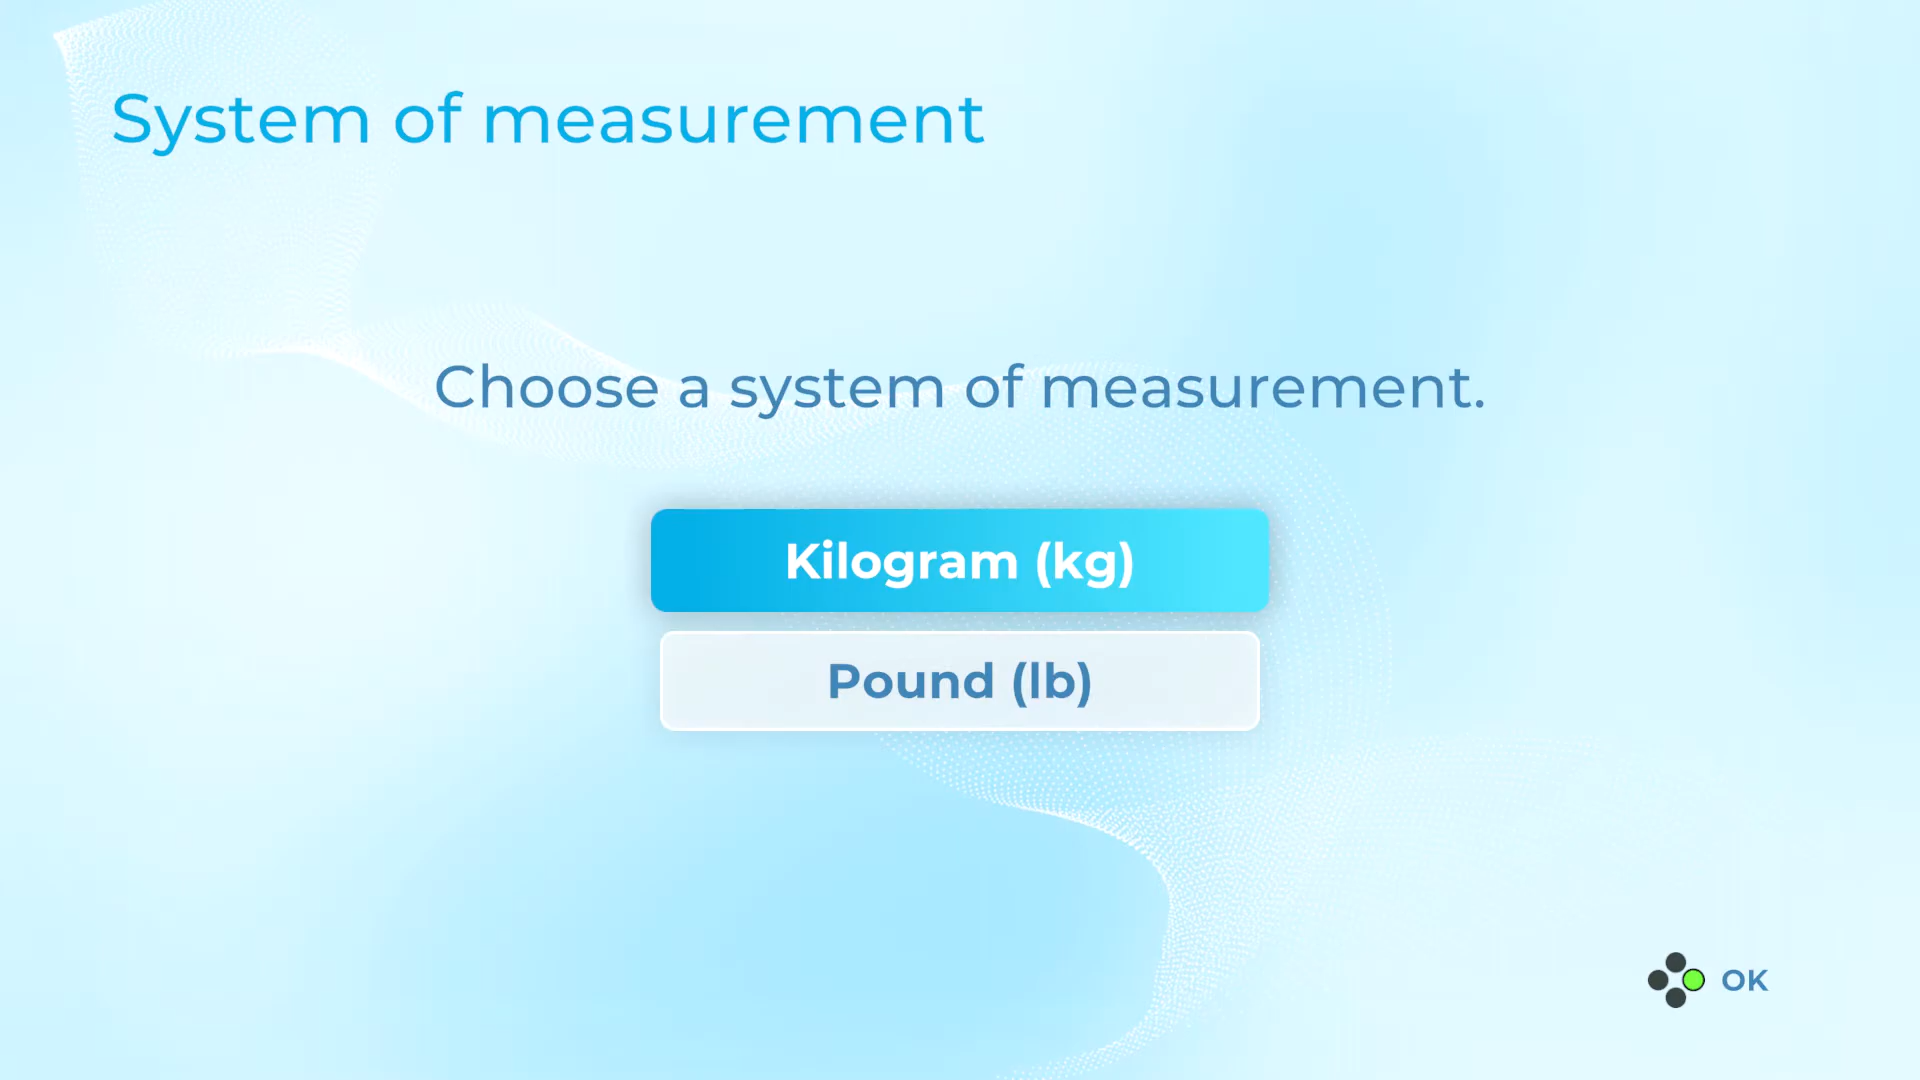 System of measurement
Choose a system of measurement.
Kilogram (kg)
Pound (lb)
OK